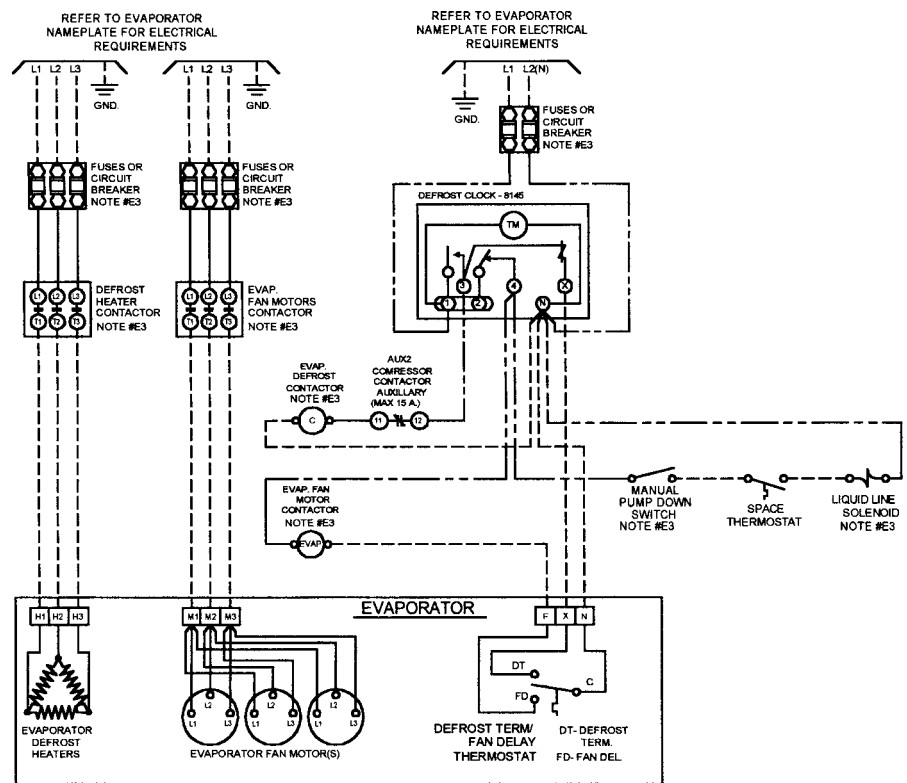 REFER TO EVAPORATOR
NAMEPLATE FOR ELECTRICAL
REQUIREMENTS
REFER TO EVAPORATOR
NAMEPLATE FOR ELECTRICAL
REQUIREMENTS
L1 L2 L3
GND.
L1 L2 L3
GND.
L1 L2(N)
GND.
FUSES OR
CIRCUIT
BREAKER
NOTE #E3
FUSES OR
CIRCUIT
BREAKER
NOTE #E3
FUSES OR
CIRCUIT
BREAKER
NOTE #E3
DEFROST CLOCK - 8145
TM
3 4 X
1 2 N
L1 L2 L3
T1 T2 T3
DEFROST
HEATER
CONTACTOR
NOTE #E3
L1 L2 L3
T1 T2 T3
EVAP.
FAN MOTORS
CONTACTOR
NOTE #E3
EVAP.
DEFROST
CONTACTOR
NOTE #E3
C
AUX2
COMRESSOR
CONTACTOR
AUXILLARY
(MAX 15 A.)
11 12
EVAP. FAN
MOTOR
CONTACTOR
NOTE #E3
EVAP
MANUAL
PUMP DOWN
SWITCH
NOTE #E3
SPACE
THERMOSTAT
LIQUID LINE
SOLENOID
NOTE #E3
EVAPORATOR
H1 H2 H3
M1 M2 M3
F X N
EVAPORATOR
DEFROST
HEATERS
L1 L2 L3
L1 L2 L3
L1 L2 L3
EVAPORATOR FAN MOTOR(S)
DT
C
FD
DEFROST TERM/
FAN DELAY
THERMOSTAT
DT- DEFROST
TERM.
FD- FAN DEL.